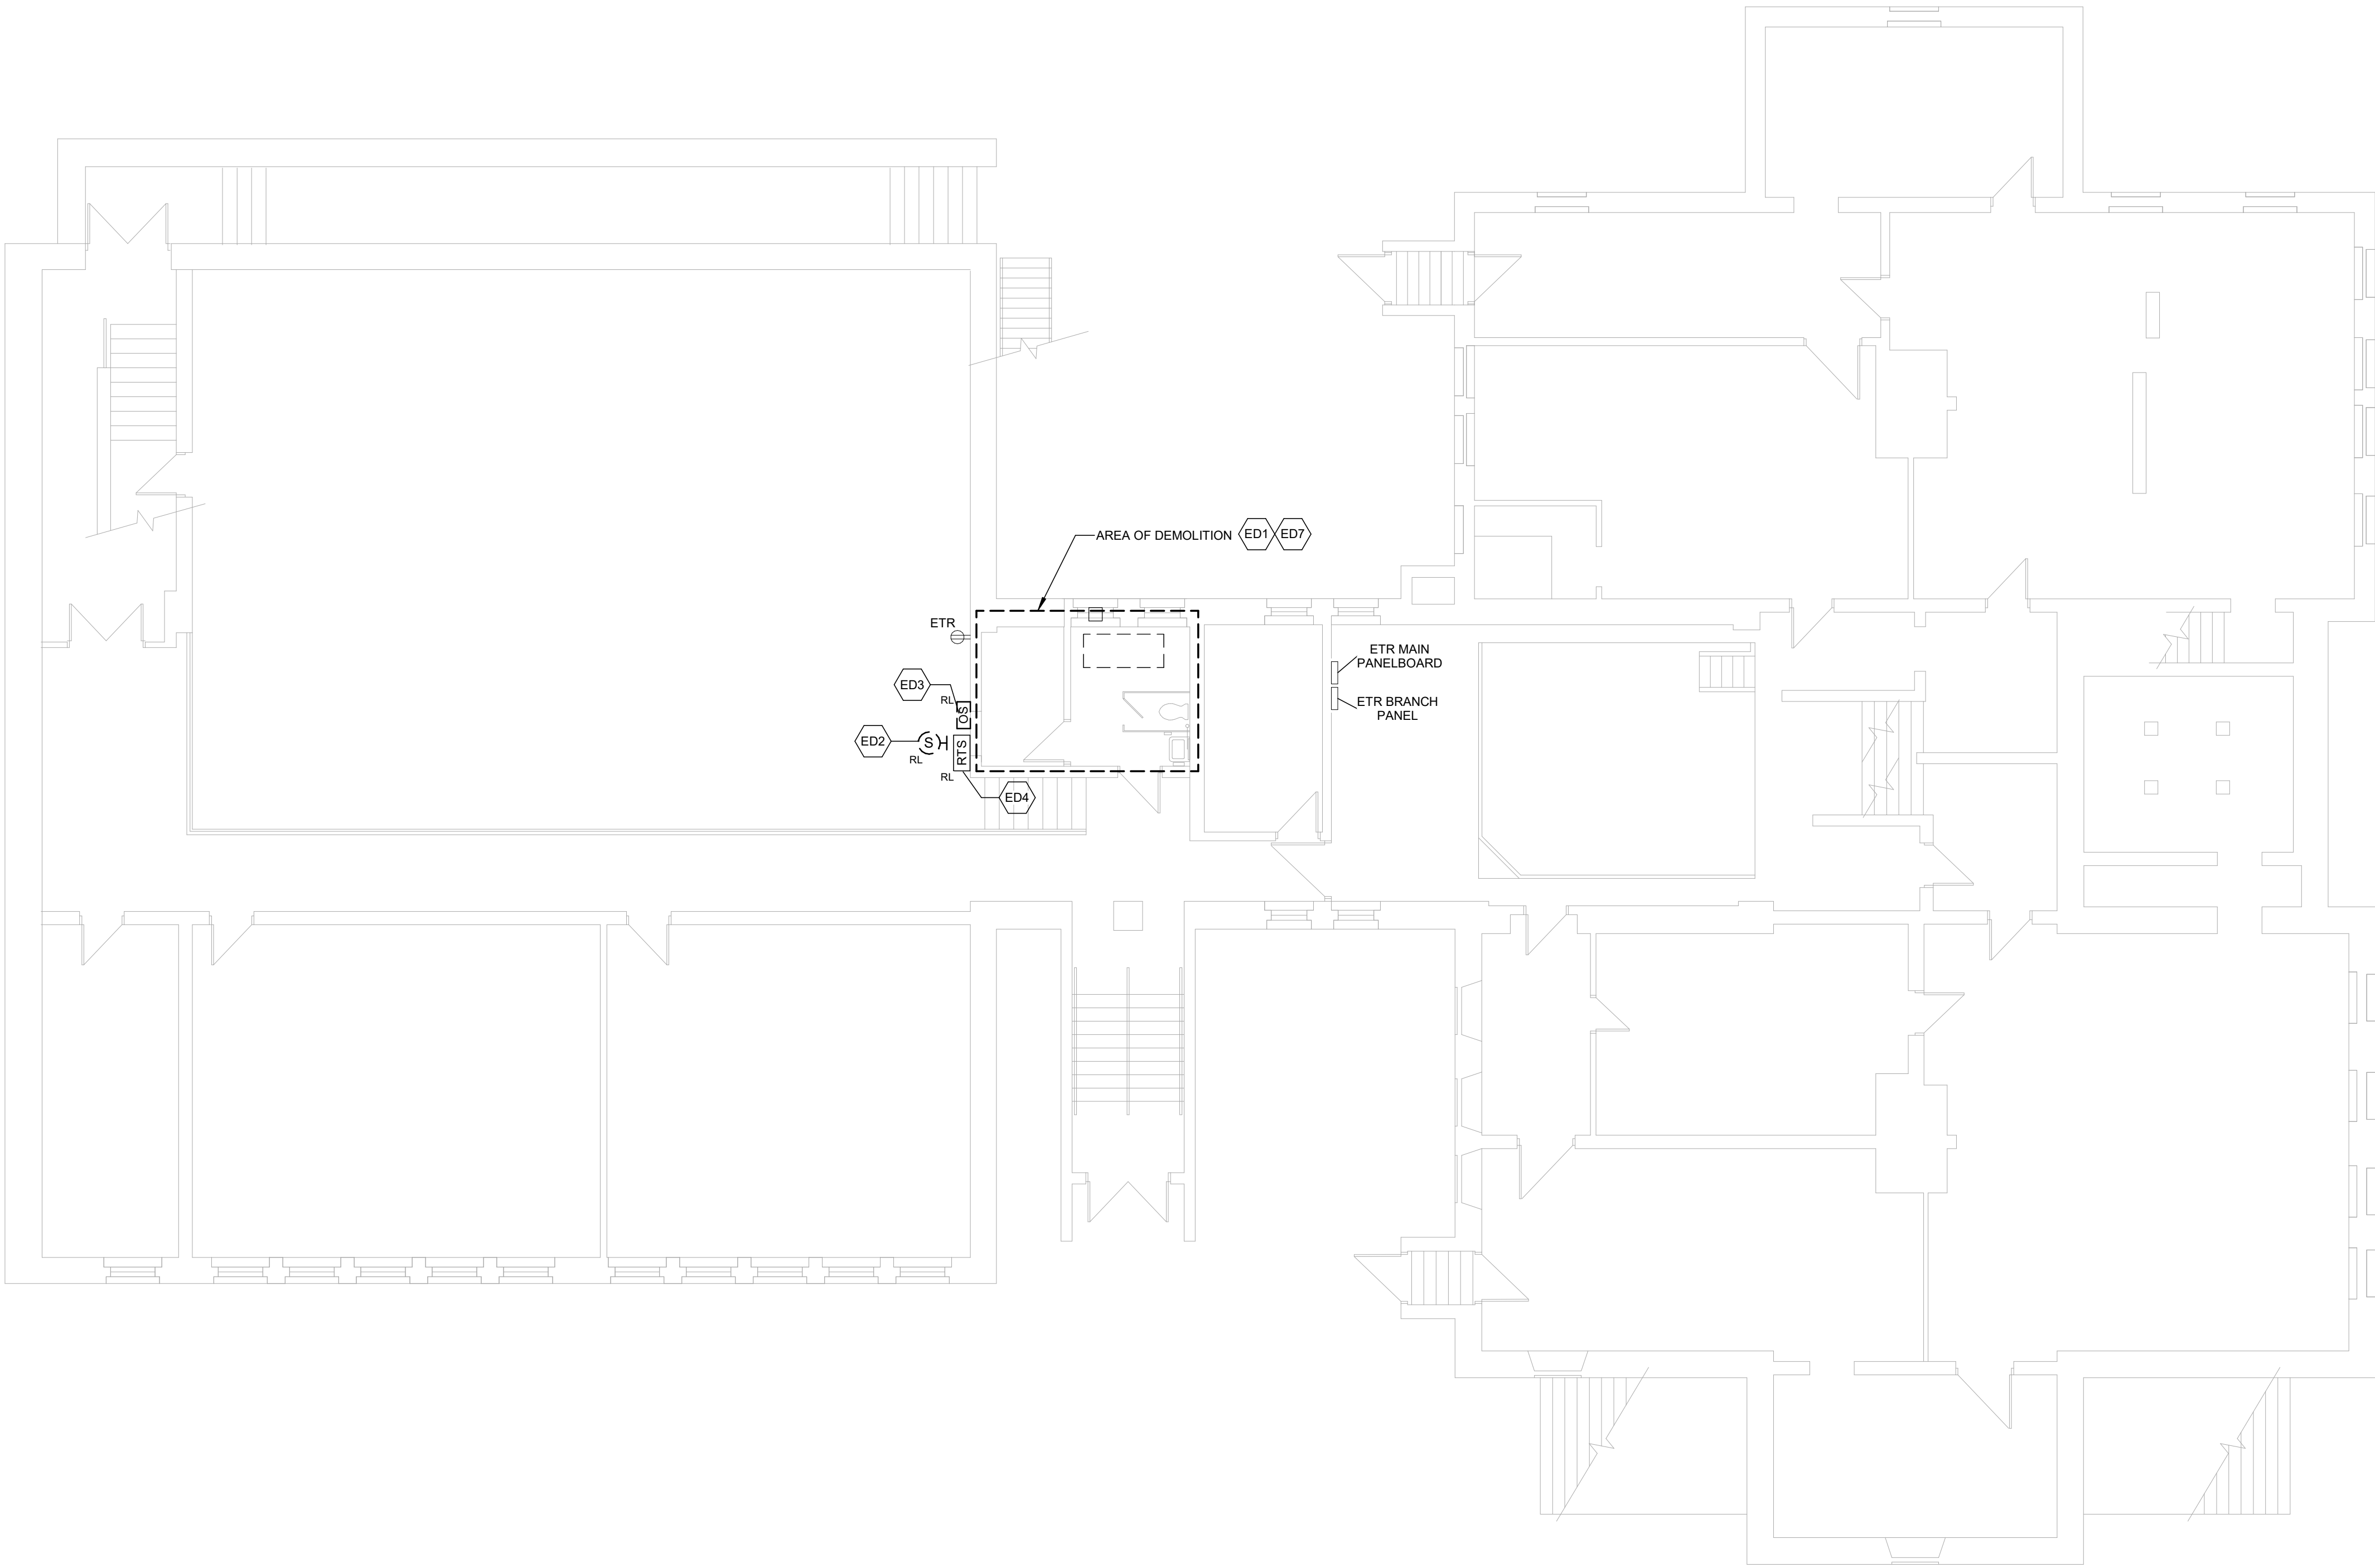 AREA OF DEMOLITION ED1 ED7
ETR
ETR MAIN
PANELBOARD
ED3
RL
OS
ETR BRANCH
PANEL
ED2
S
RTS
RL
RL
ED4